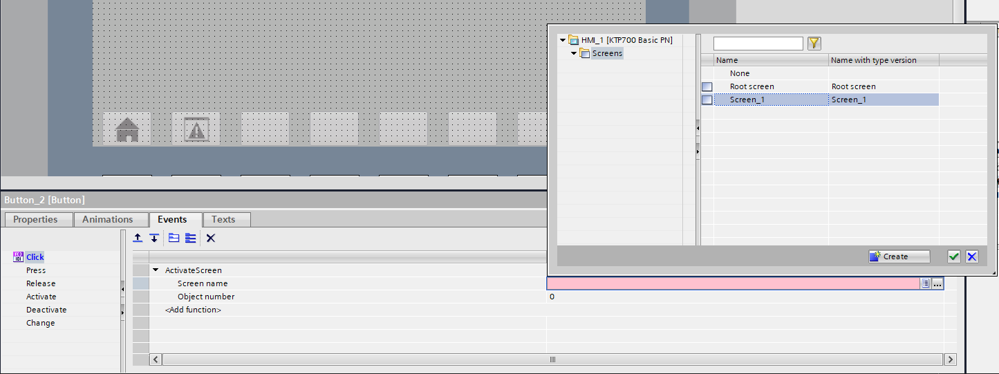 HMI_1 [KTP700 Basic PN]
Screens
Name Name with type version
None
Root screen Root screen
Screen_1 Screen_1
Create
Button_2 [Button]
Properties Animations Events Texts
Click
Press
Release
Activate
Deactivate
Change
ActivateScreen
Screen name
...
Object number 0
<Add function>